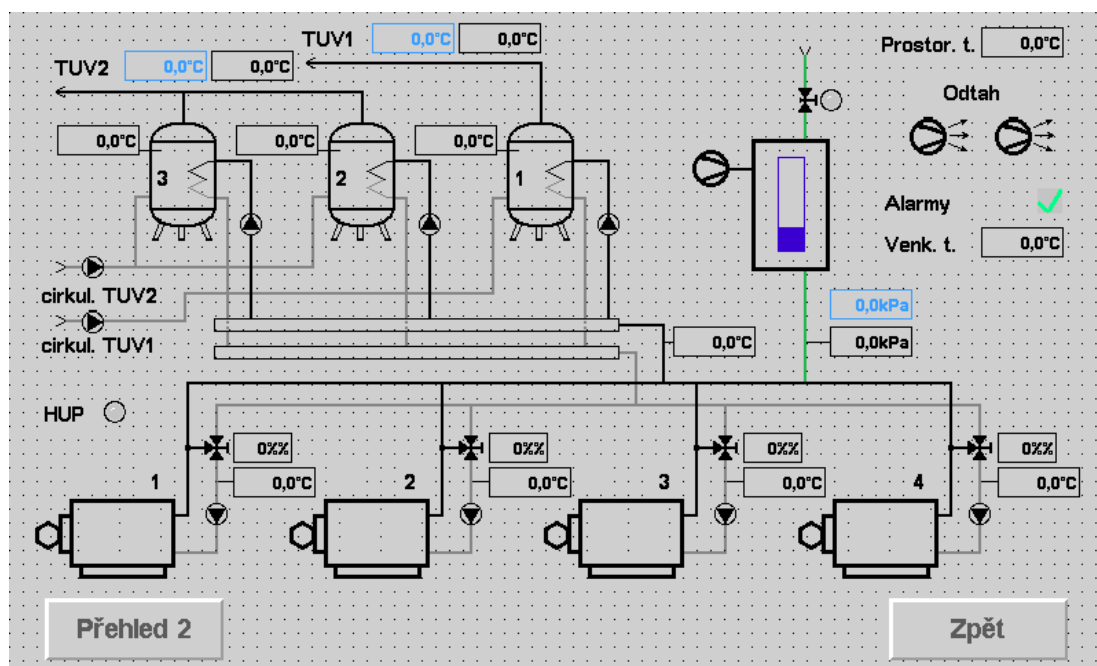 TUV1 0,0°C 0,0°C
Prostor. t. 0,0°C
TUV2 0,0°C 0,0°C
Odtah
0,0°C 0,0°C 0,0°C
3 2 1
Alarmy
Venk. t. 0,0°C
cirkul. TUV2
0,0kPa
cirkul. TUV1
0,0°C 0,0kPa
HUP
0%% 0%% 0%% 0%%
1 0,0°C 2 0,0°C 3 0,0°C 4 0,0°C
Přehled 2 Zpět